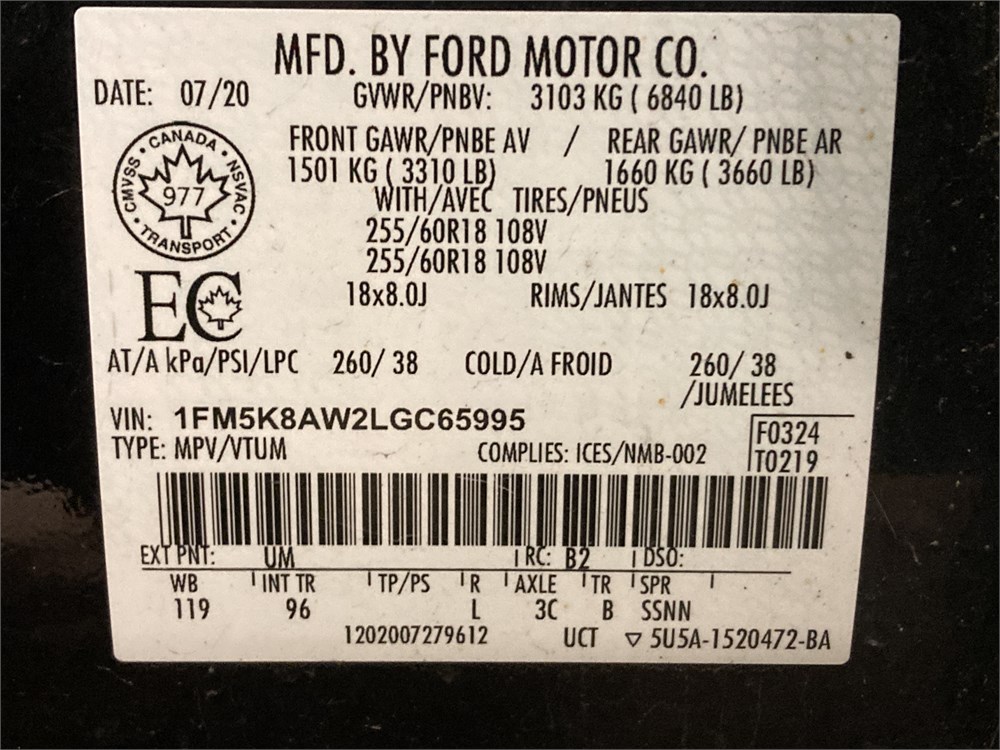 MFD. BY FORD MOTOR CO.
DATE: 07/20 GVWR/PNBV: 3103 KG ( 6840 LB)
FRONT GAWR/PNBE AV / REAR GAWR/ PNBE AR
1501 KG ( 3310 LB) 1660 KG ( 3660 LB)
WITH/AVEC TIRES/PNEUS
255/60R18 108V
255/60R18 108V
18x8.0J RIMS/JANTES 18x8.0J
CANADA · NSVAC · TRANSPORT · CMVSS
977
EC
AT/A kPa/PSI/LPC 260/ 38 COLD/A FROID 260/ 38
/JUMELEES
VIN: 1FM5K8AW2LGC65995
TYPE: MPV/VTUM COMPLIES: ICES/NMB-002
F0324
T0219
EXT PNT: UM RC: B2 DSO:
WB INT TR TP/PS R AXLE TR SPR
119 96 L 3C B SSNN
1202007279612 UCT ▽ 5U5A-1520472-BA